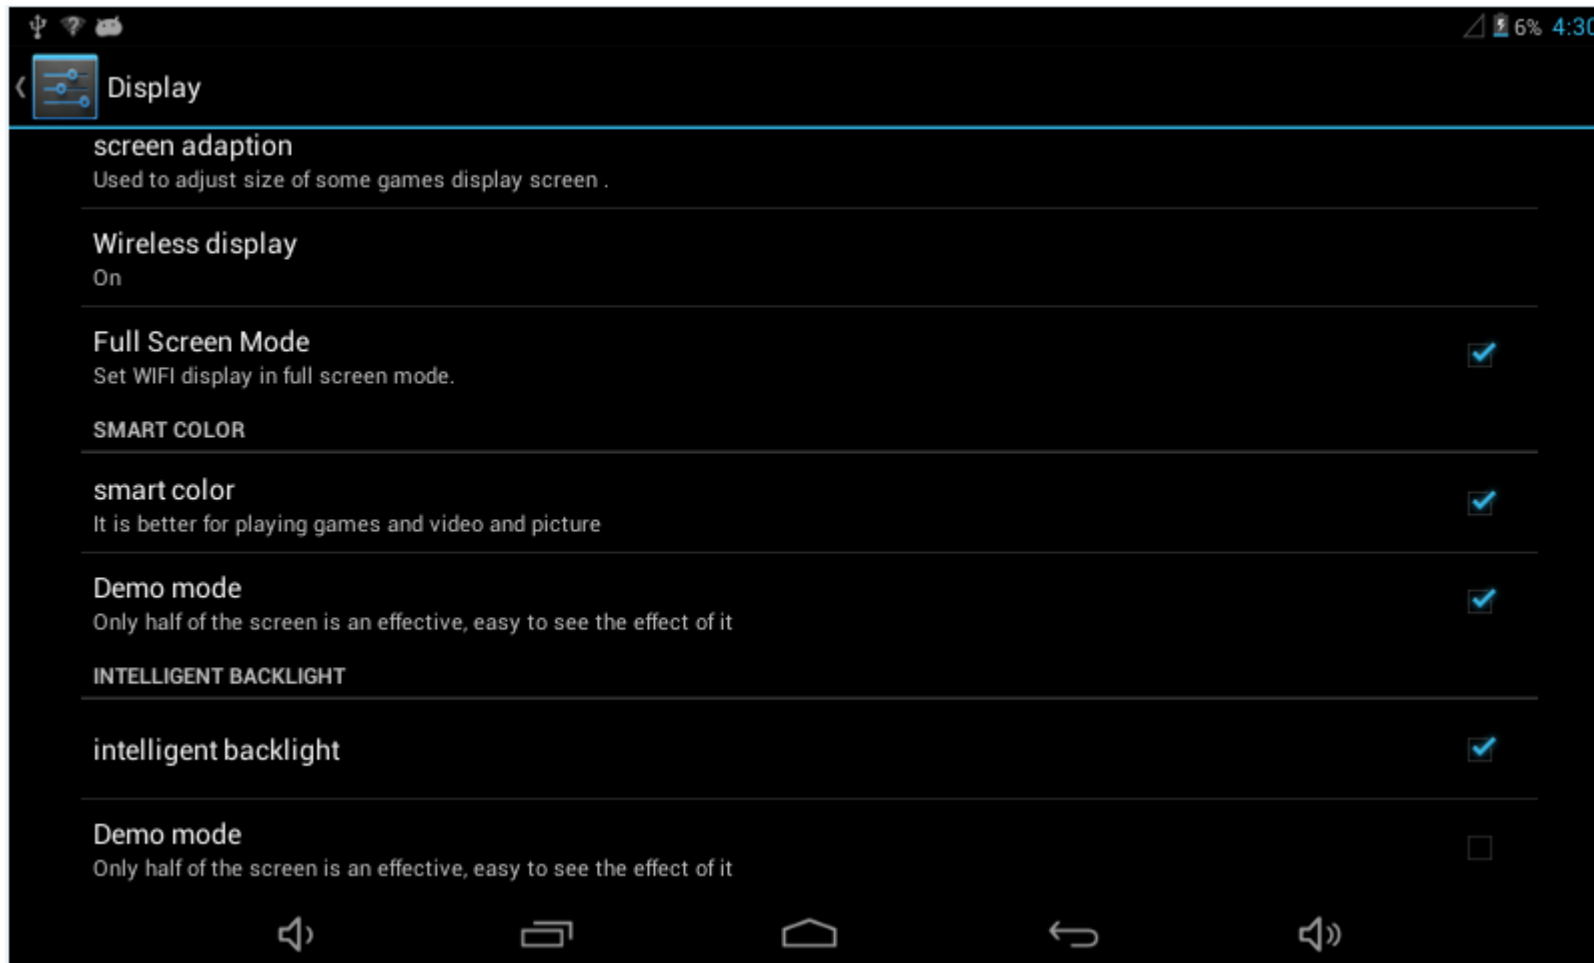 6% 4:30
Display
screen adaption
Used to adjust size of some games display screen .
Wireless display
On
Full Screen Mode
Set WIFI display in full screen mode.
SMART COLOR
smart color
It is better for playing games and video and picture
Demo mode
Only half of the screen is an effective, easy to see the effect of it
INTELLIGENT BACKLIGHT
intelligent backlight
Demo mode
Only half of the screen is an effective, easy to see the effect of it